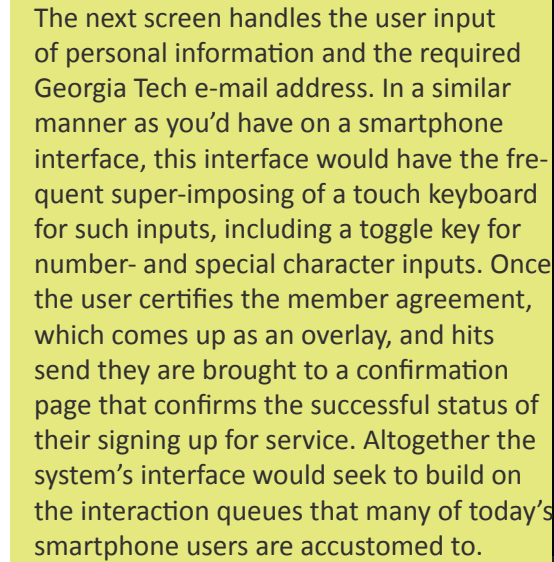 The next screen handles the user input
of personal information and the required
Georgia Tech e-mail address. In a similar
manner as you’d have on a smartphone
interface, this interface would have the fre-
quent super-imposing of a touch keyboard
for such inputs, including a toggle key for
number- and special character inputs. Once
the user certifies the member agreement,
which comes up as an overlay, and hits
send they are brought to a confirmation
page that confirms the successful status of
their signing up for service. Altogether the
system’s interface would seek to build on
the interaction queues that many of today’s
smartphone users are accustomed to.